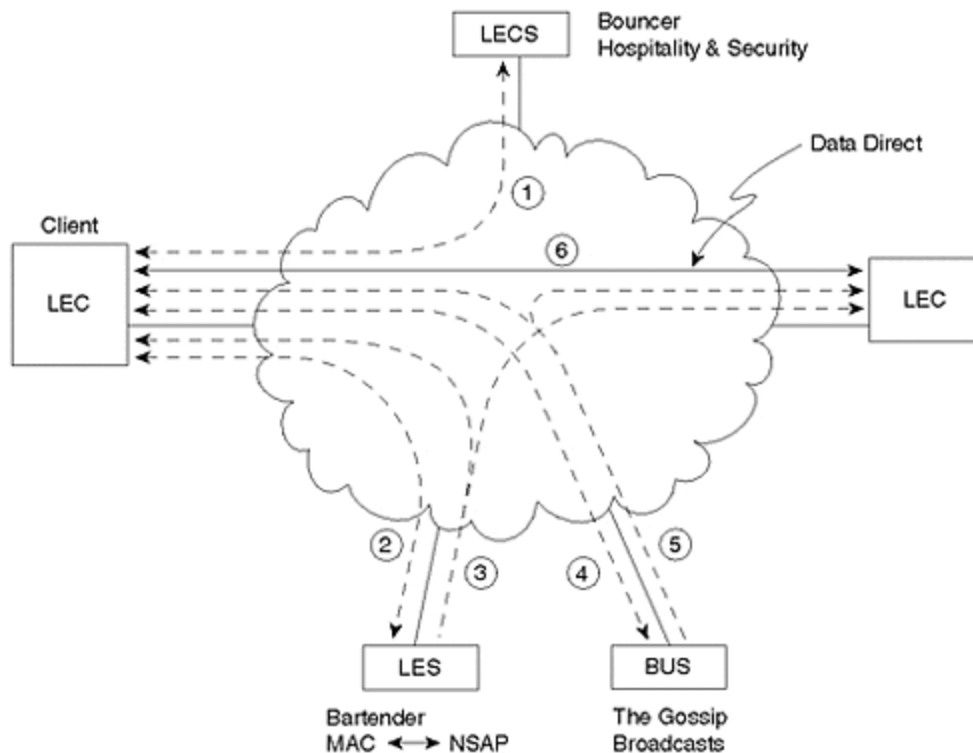 LECS
Bouncer
Hospitality & Security
Data Direct
1
Client
6
LEC
LEC
2
3
4
5
LES
BUS
Bartender
MAC ↔ NSAP
The Gossip
Broadcasts